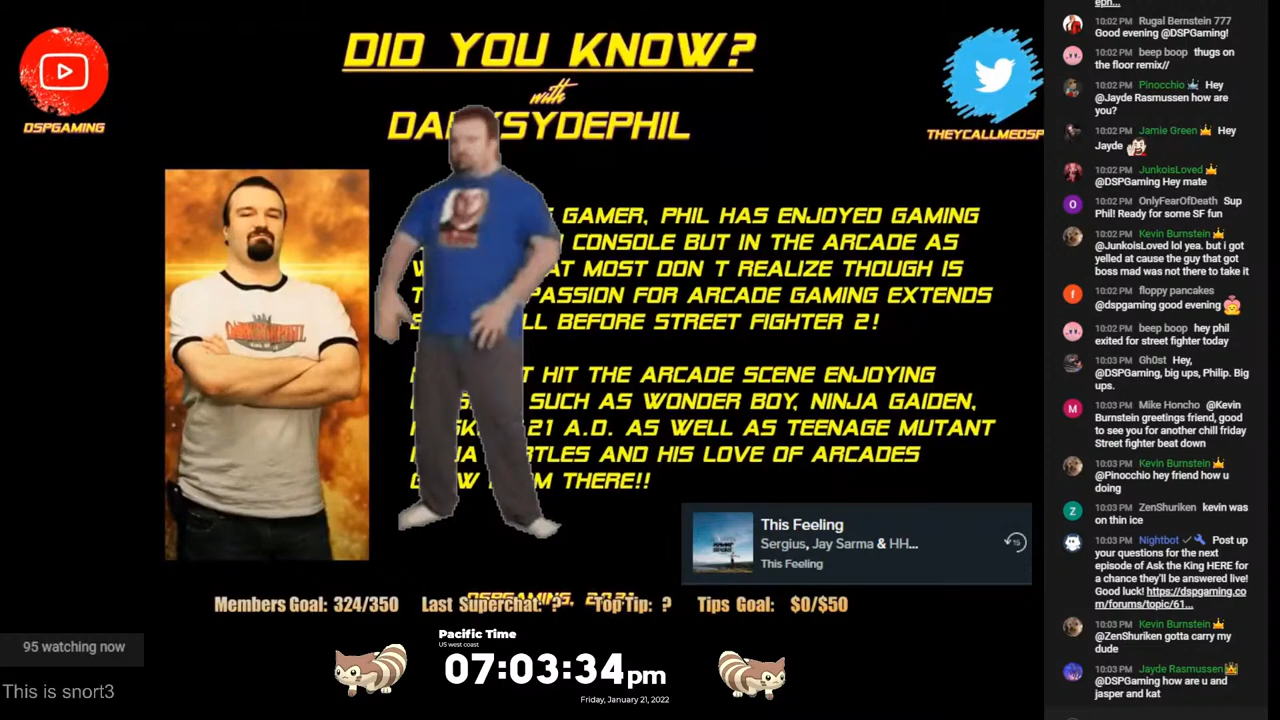 DID YOU KNOW?
with
DARKSYDEPHIL
DSPGAMING
THEYCALLMEDSP
GAMER, PHIL HAS ENJOYED GAMING
CONSOLE BUT IN THE ARCADE AS
MOST DON T REALIZE THOUGH IS
PASSION FOR ARCADE GAMING EXTENDS
BEFORE STREET FIGHTER 2!
HIT THE ARCADE SCENE ENJOYING
SUCH AS WONDER BOY, NINJA GAIDEN,
21 A.D. AS WELL AS TEENAGE MUTANT
AND HIS LOVE OF ARCADES
THERE!!
This Feeling
Sergius, Jay Sarma & HH...
This Feeling
15
Members Goal: 324/350 Last Superchat: ? Top Tip: ? Tips Goal: $0/$50
Pacific Time
US west coast
07:03:34pm
Friday, January 21, 2022
95 watching now
This is snort3
10:02 PM Rugal Bernstein 777
Good evening @DSPGaming!
10:02 PM beep boop thugs on
the floor remix//
10:02 PM Pinocchio Hey
@Jayde Rasmussen how are
you?
10:02 PM Jamie Green Hey
Jayde
10:02 PM JunkoisLoved
@DSPGaming Hey mate
10:02 PM OnlyFearOfDeath Sup
Phil! Ready for some SF fun
10:02 PM Kevin Burnstein
@JunkoisLoved lol yea. but i got
yelled at cause the guy that got
boss mad was not there to take it
10:02 PM floppy pancakes
@dspgaming good evening
10:02 PM beep boop hey phil
exited for street fighter today
10:03 PM Gh0st Hey,
@DSPGaming, big ups, Philip. Big
ups.
10:03 PM Mike Honcho @Kevin
Burnstein greetings friend, good
to see you for another chill friday
Street fighter beat down
10:03 PM Kevin Burnstein
@Pinocchio hey friend how u
doing
10:03 PM ZenShuriken kevin was
on thin ice
10:03 PM Nightbot Post up
your questions for the next
episode of Ask the King HERE for
a chance they'll be answered live!
Good luck! https://dspgaming.co
m/forums/topic/61...
10:03 PM Kevin Burnstein
@ZenShuriken gotta carry my
dude
10:03 PM Jayde Rasmussen
@DSPGaming how are u and
jasper and kat